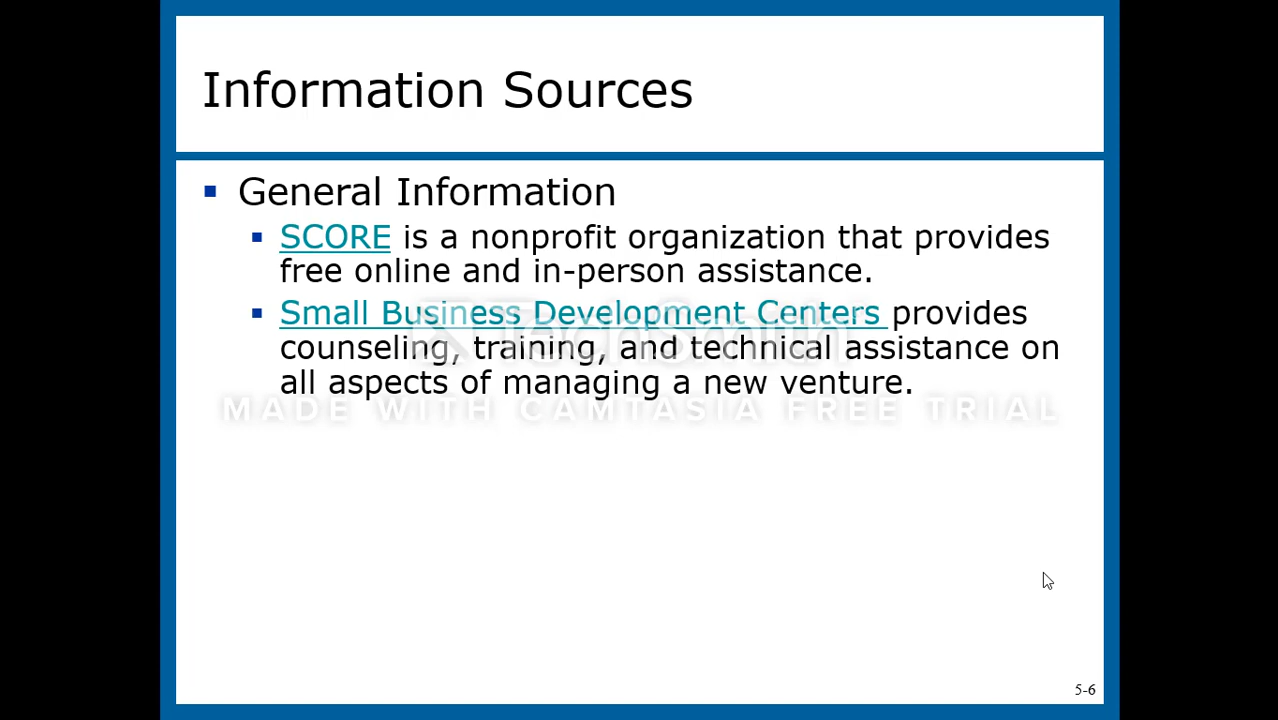 Information Sources
General Information
SCORE is a nonprofit organization that provides
free online and in-person assistance.
Small Business Development Centers provides
counseling, training, and technical assistance on
all aspects of managing a new venture.
TechSmith
MADE WITH CAMTASIA FREE TRIAL
5-6